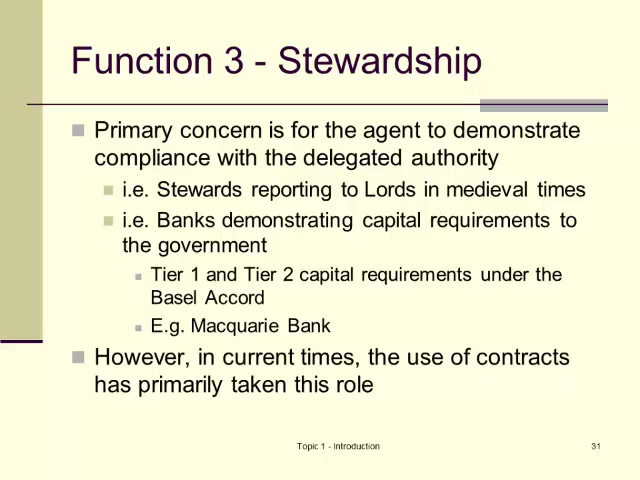 Function 3 - Stewardship
Primary concern is for the agent to demonstrate
compliance with the delegated authority
i.e. Stewards reporting to Lords in medieval times
i.e. Banks demonstrating capital requirements to
the government
Tier 1 and Tier 2 capital requirements under the
Basel Accord
E.g. Macquarie Bank
However, in current times, the use of contracts
has primarily taken this role
Topic 1 - Introduction
31